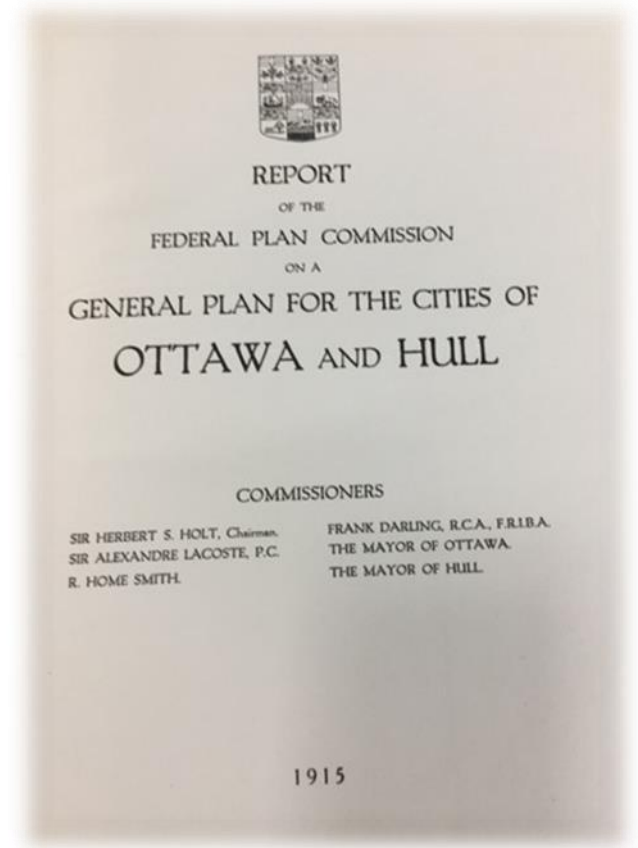 REPORT
OF THE
FEDERAL PLAN COMMISSION
ON A
GENERAL PLAN FOR THE CITIES OF
OTTAWA AND HULL
COMMISSIONERS
SIR HERBERT S. HOLT, Chairman.
SIR ALEXANDRE LACOSTE, P.C.
R. HOME SMITH.
FRANK DARLING, R.C.A., F.R.I.B.A.
THE MAYOR OF OTTAWA.
THE MAYOR OF HULL.
1915